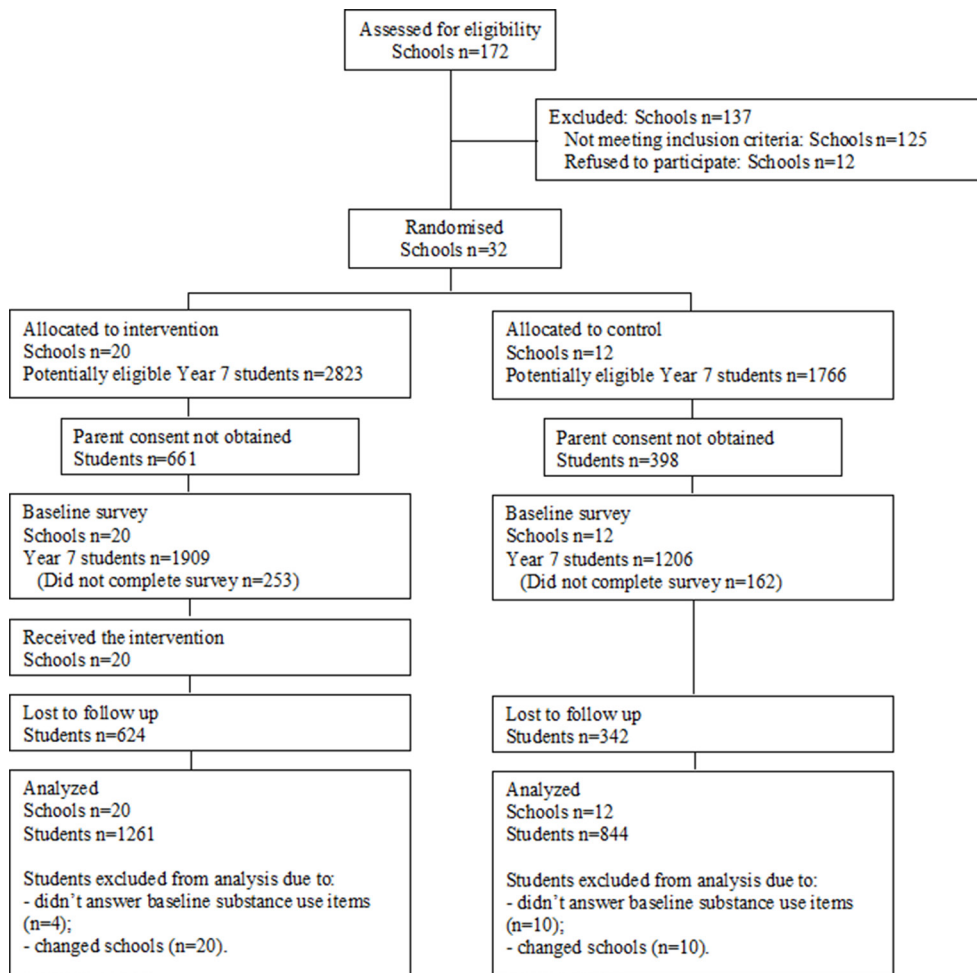 Assessed for eligibility
Schools n=172
Excluded: Schools n=137
Not meeting inclusion criteria: Schools n=125
Refused to participate: Schools n=12
Randomised
Schools n=32
Allocated to intervention
Schools n=20
Potentially eligible Year 7 students n=2823
Allocated to control
Schools n=12
Potentially eligible Year 7 students n=1766
Parent consent not obtained
Students n=661
Parent consent not obtained
Students n=398
Baseline survey
Schools n=20
Year 7 students n=1909
(Did not complete survey n=253)
Baseline survey
Schools n=12
Year 7 students n=1206
(Did not complete survey n=162)
Received the intervention
Schools n=20
Lost to follow up
Students n=624
Lost to follow up
Students n=342
Analyzed
Schools n=20
Students n=1261
Students excluded from analysis due to:
- didn't answer baseline substance use items
(n=4);
- changed schools (n=20).
Analyzed
Schools n=12
Students n=844
Students excluded from analysis due to:
- didn't answer baseline substance use items
(n=10);
- changed schools (n=10).